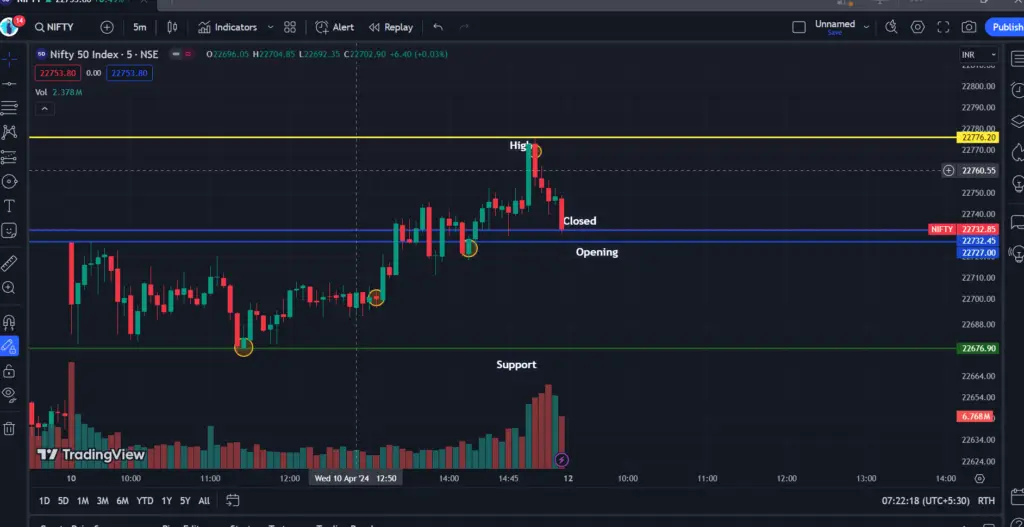 NIFTY 22753.80 +0.49%
14
NIFTY
5m
Indicators
Alert
Replay
Unnamed
Save
Publish
Nifty 50 Index · 5 · NSE
O22696.05 H22704.85 L22692.35 C22702.90 +6.40 (+0.03%)
INR
22753.80
0.00
22753.80
Vol 2.378M
22800.00
22790.00
22780.00
22776.20
22770.00
High
22760.55
22750.00
22740.00
Closed
NIFTY 22732.85
22732.45
Opening
22727.00
22710.00
22700.00
22688.00
22676.90
Support
22664.00
22654.00
6.768M
22634.00
22624.00
TradingView
10
10:00
11:00
12:00
Wed 10 Apr '24 12:50
14:00
14:45
12
10:00
11:00
12:00
13:00
14:00
1D 5D 1M 3M 6M YTD 1Y 5Y All
07:22:18 (UTC+5:30) RTH